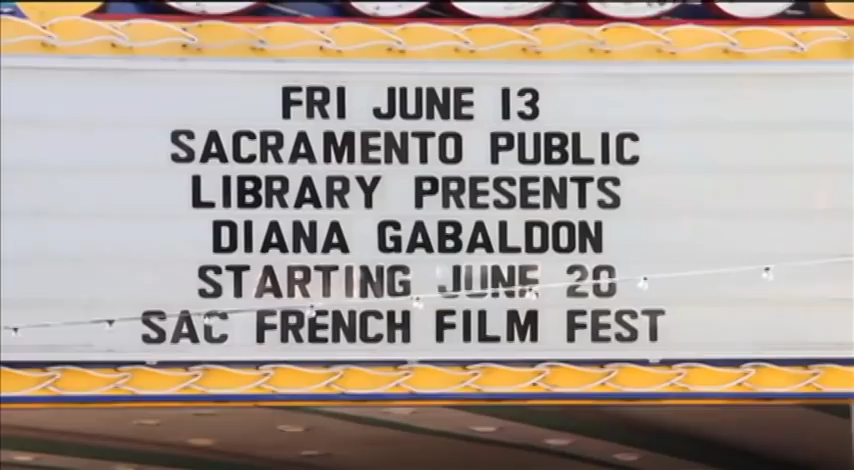 FRI JUNE 13
SACRAMENTO PUBLIC
LIBRARY PRESENTS
DIANA GABALDON
STARTING JUNE 20
SAC FRENCH FILM FEST